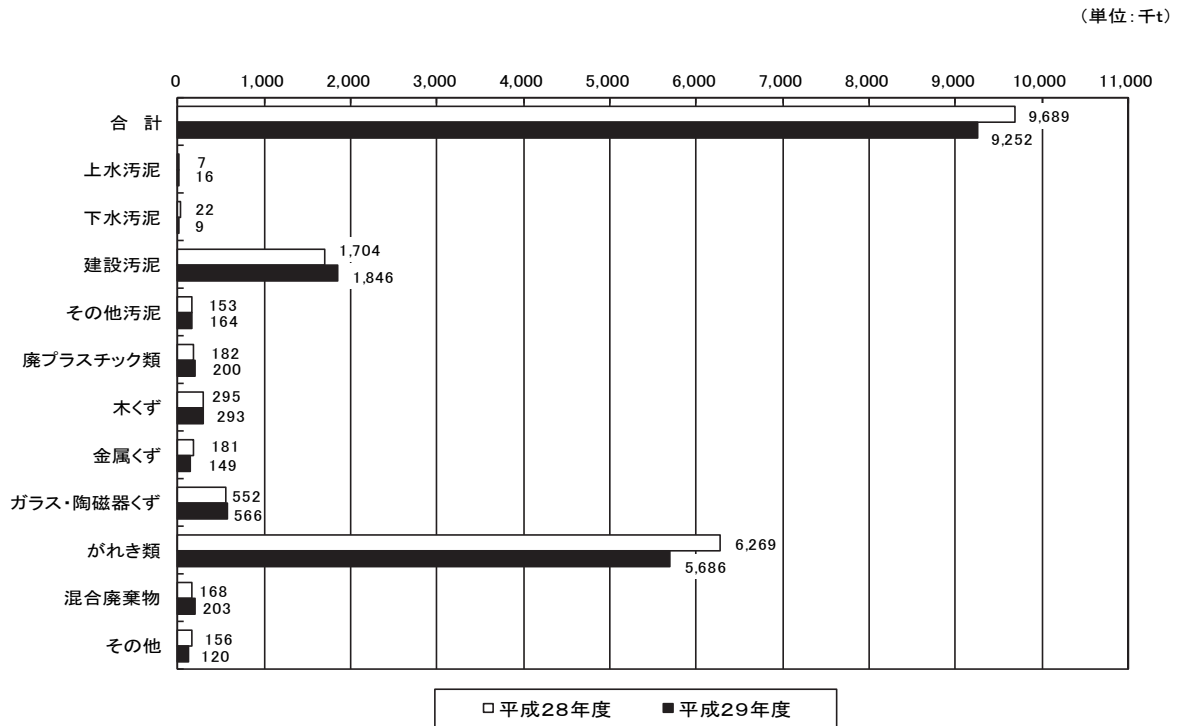 (単位:千t)
0 1,000 2,000 3,000 4,000 5,000 6,000 7,000 8,000 9,000 10,000 11,000
合 計 9,689
9,252
上水汚泥 7
16
下水汚泥 22
9
建設汚泥 1,704
1,846
その他汚泥 153
164
廃プラスチック類 182
200
木くず 295
293
金属くず 181
149
ガラス・陶磁器くず 552
566
がれき類 6,269
5,686
混合廃棄物 168
203
その他 156
120
□平成28年度 ■平成29年度